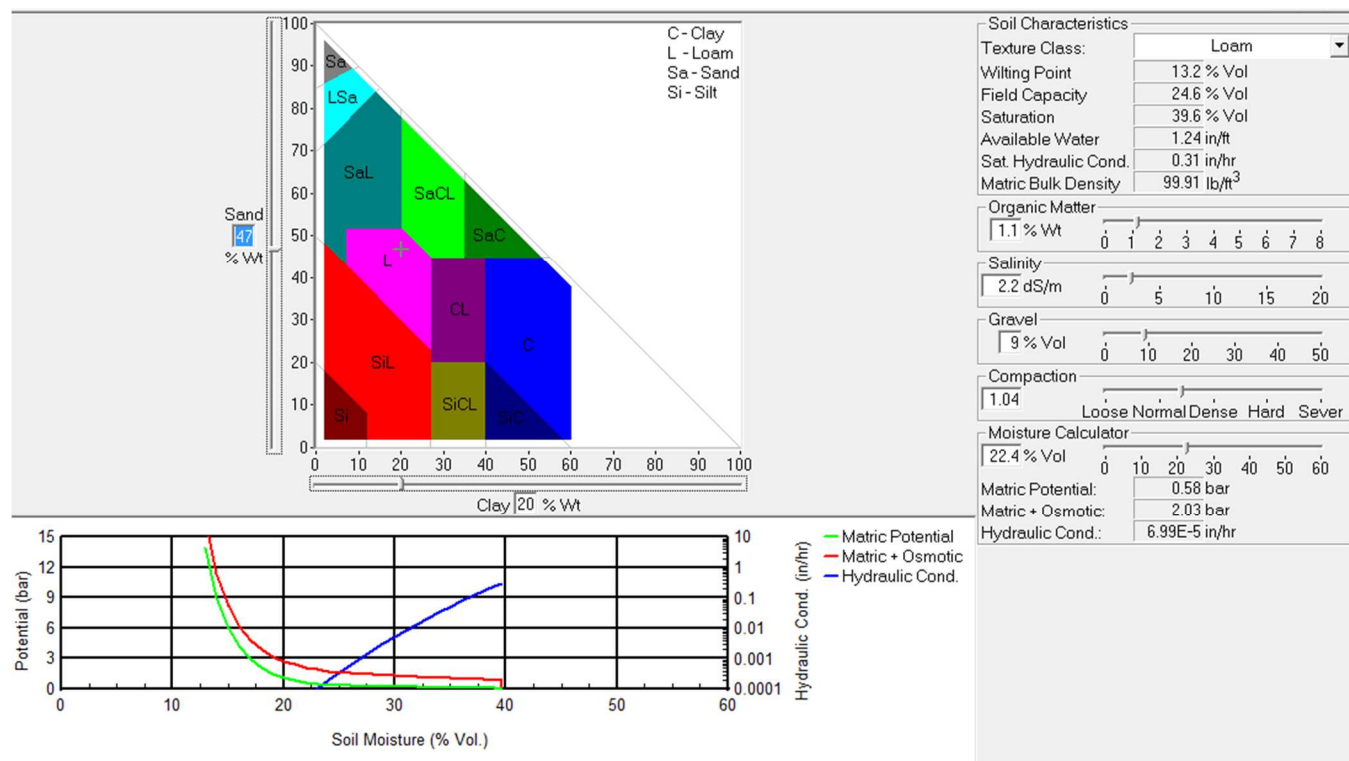 100
90
80
70
60
50
40
30
20
10
0
0 10 20 30 40 50 60 70 80 90 100
C - Clay
L - Loam
Sa - Sand
Si - Silt
Sa
LSa
SaL
SaCL
SaC
L
CL
C
SiL
SiCL
SiC
Si
Sand
47
% Wt
Clay 20 % Wt
Soil Characteristics
Texture Class: Loam
Wilting Point 13.2 % Vol
Field Capacity 24.6 % Vol
Saturation 39.6 % Vol
Available Water 1.24 in/ft
Sat. Hydraulic Cond. 0.31 in/hr
Matric Bulk Density 99.91 lb/ft3
Organic Matter
1.1 % Wt
0 1 2 3 4 5 6 7 8
Salinity
2.2 dS/m
0 5 10 15 20
Gravel
9 % Vol
0 10 20 30 40 50
Compaction
1.04
Loose Normal Dense Hard Sever
Moisture Calculator
22.4 % Vol
0 10 20 30 40 50 60
Matric Potential: 0.58 bar
Matric + Osmotic: 2.03 bar
Hydraulic Cond.: 6.99E-5 in/hr
Potential (bar)
15
12
9
6
3
0
0 10 20 30 40 50 60
Soil Moisture (% Vol.)
10
1
0.1
0.01
0.001
0.0001
Hydraulic Cond. (in/hr)
Matric Potential
Matric + Osmotic
Hydraulic Cond.